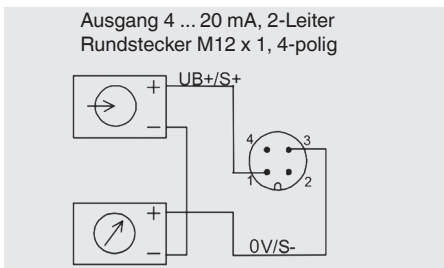 Ausgang 4 ... 20 mA, 2-Leiter
Rundstecker M12 x 1, 4-polig
UB+/S+
+
−
4 3
1 2
+
−
0V/S-